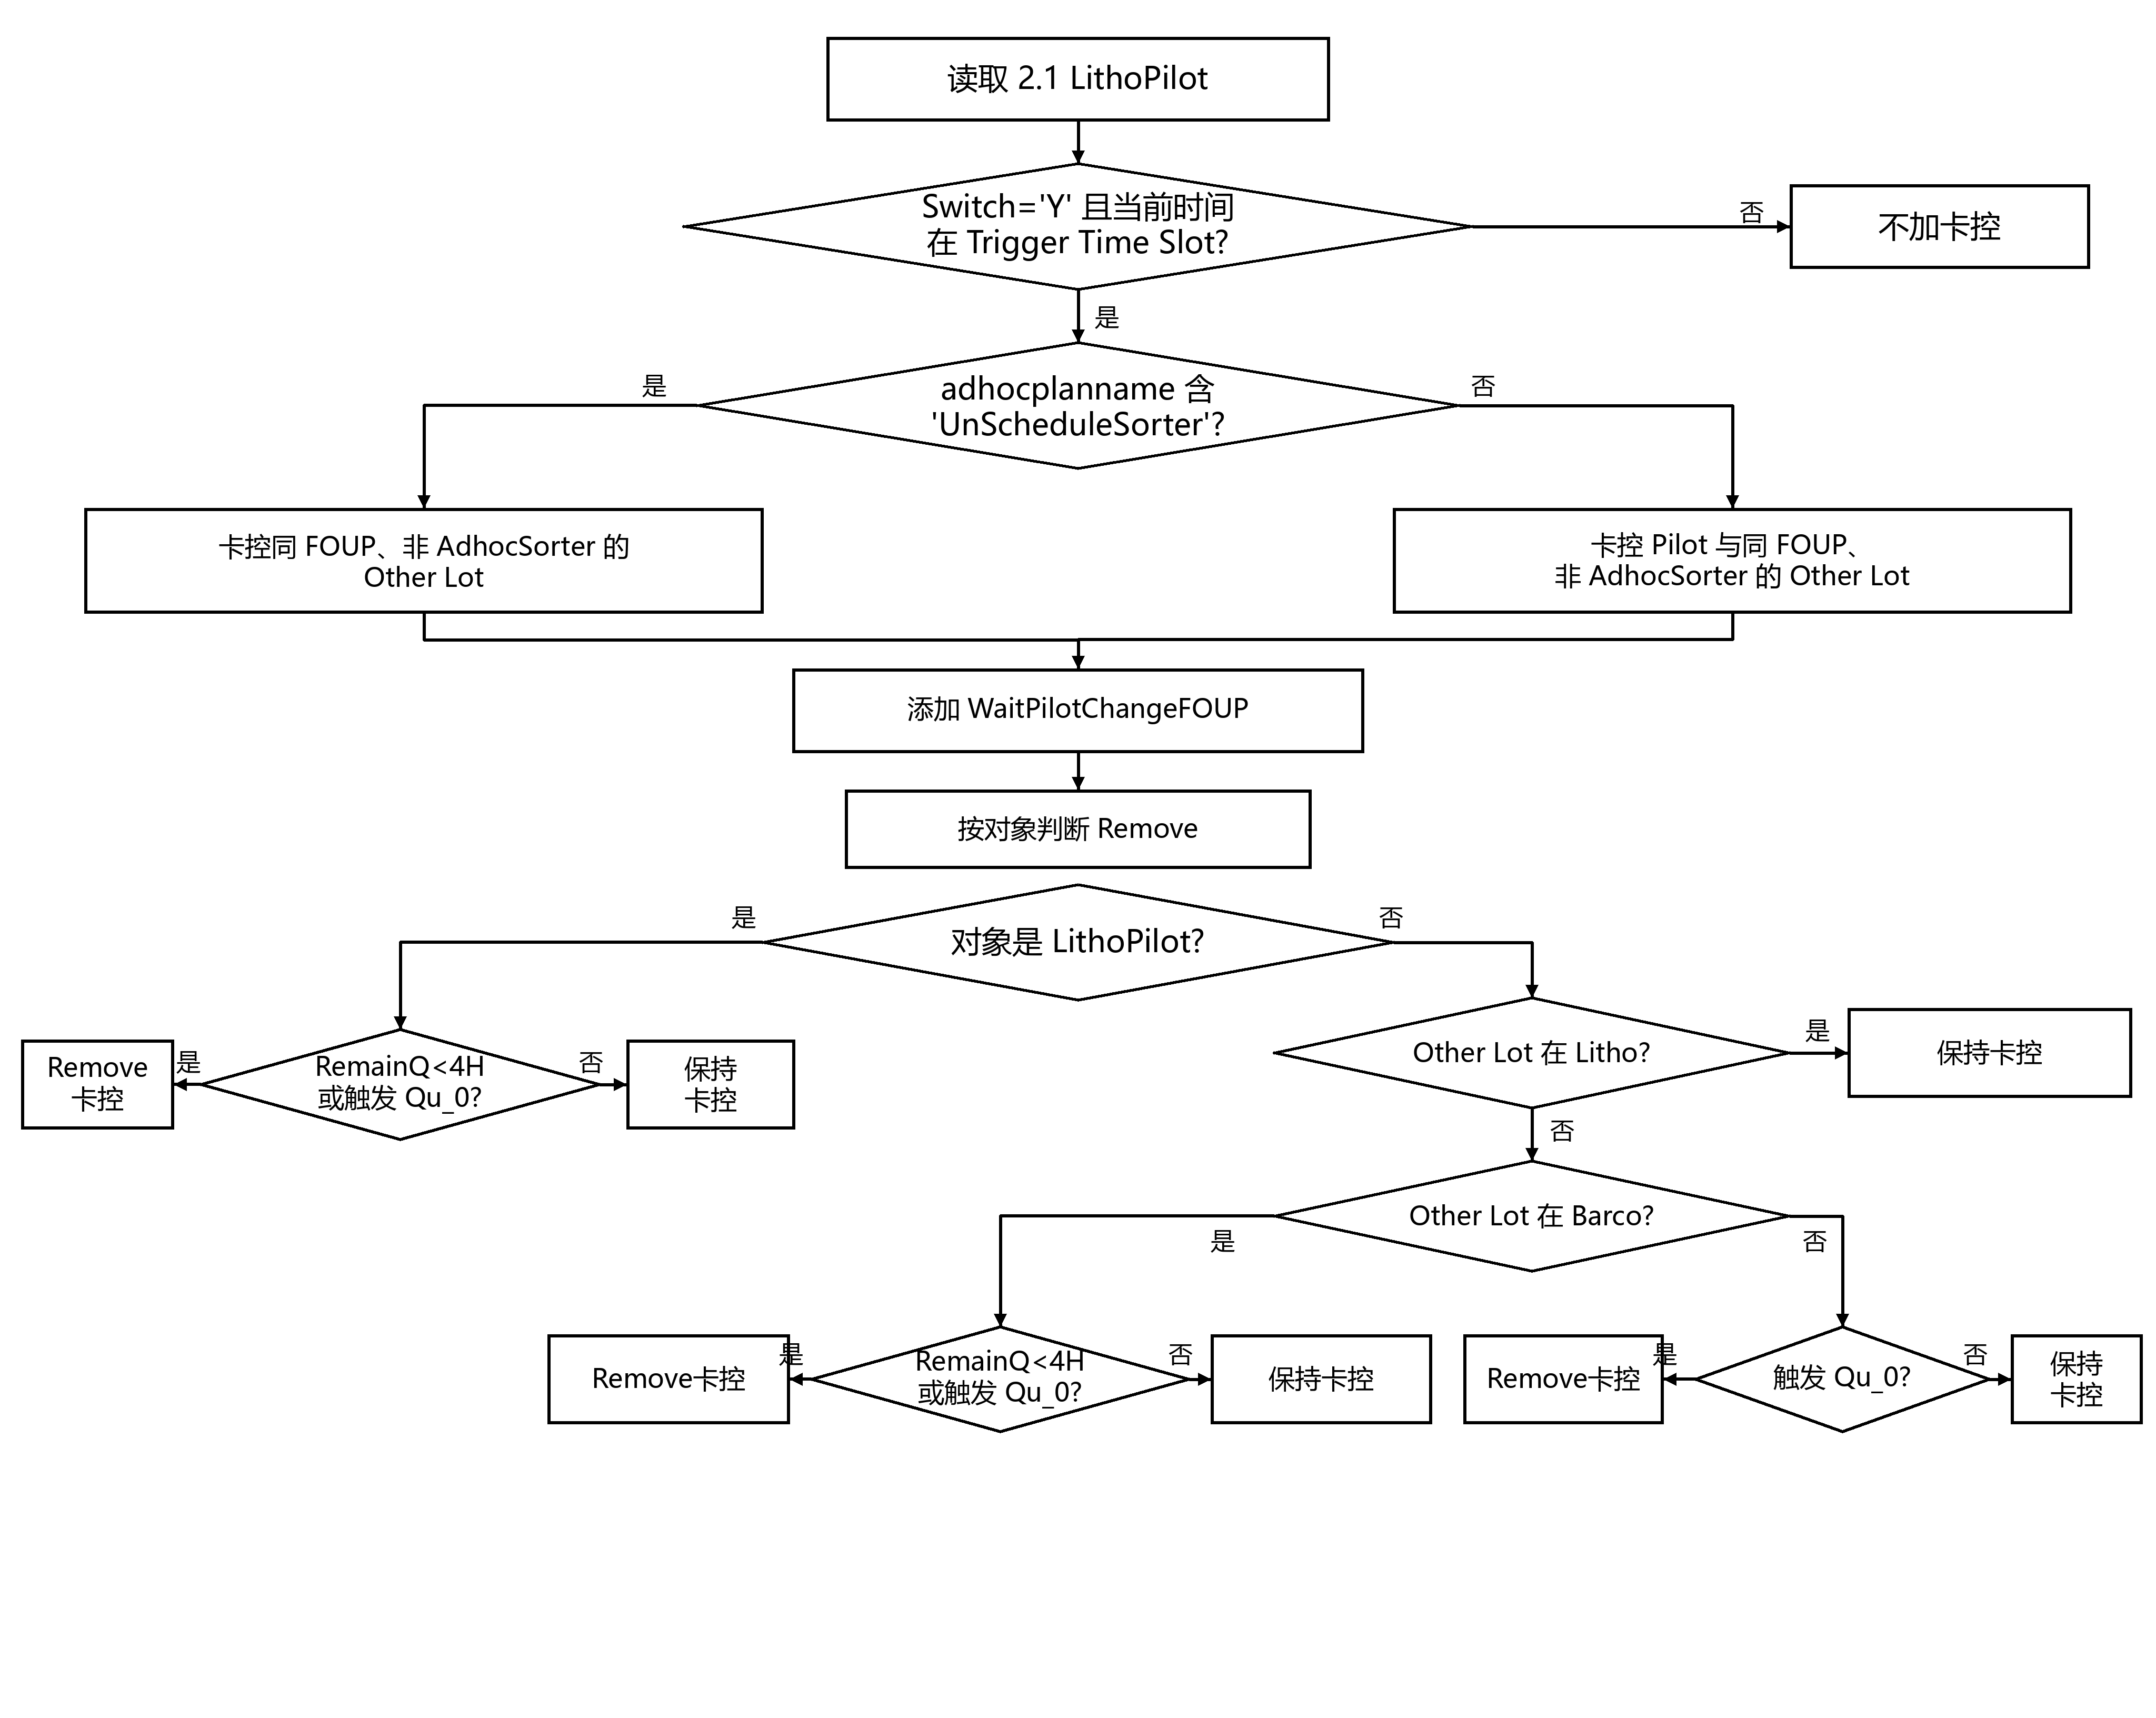 读取 2.1 LithoPilot
Switch='Y' 且当前时间
在 Trigger Time Slot?
否
不加卡控
是
adhocplanname 含
'UnScheduleSorter'?
是
否
卡控同 FOUP、非 AdhocSorter 的
Other Lot
卡控 Pilot 与同 FOUP、
非 AdhocSorter 的 Other Lot
添加 WaitPilotChangeFOUP
按对象判断 Remove
对象是 LithoPilot?
是
否
Remove
卡控
是
RemainQ<4H
或触发 Qu_0?
否
保持
卡控
Other Lot 在 Litho?
是
保持卡控
否
Other Lot 在 Barco?
是
否
Remove卡控
是
RemainQ<4H
或触发 Qu_0?
否
保持卡控
Remove卡控
是
触发 Qu_0?
否
保持
卡控